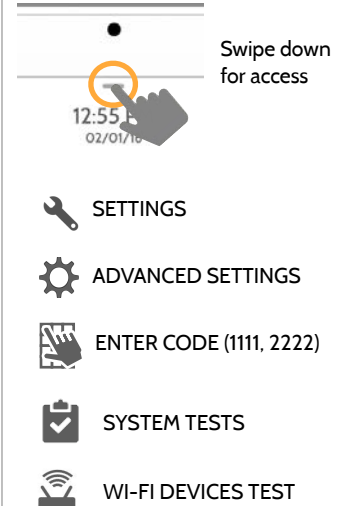 Swipe down
for access
12:55
02/01/1
SETTINGS
ADVANCED SETTINGS
ENTER CODE (1111, 2222)
SYSTEM TESTS
WI-FI DEVICES TEST